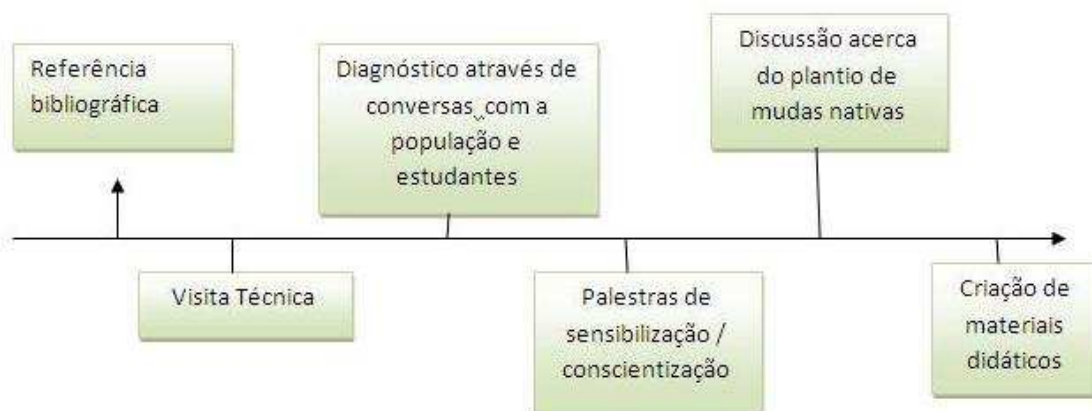 Referência
bibliográfica
Visita Técnica
Diagnóstico através de
conversas com a
população e
estudantes
Palestras de
sensibilização /
conscientização
Discussão acerca
do plantio de
mudas nativas
Criação de
materiais
didáticos